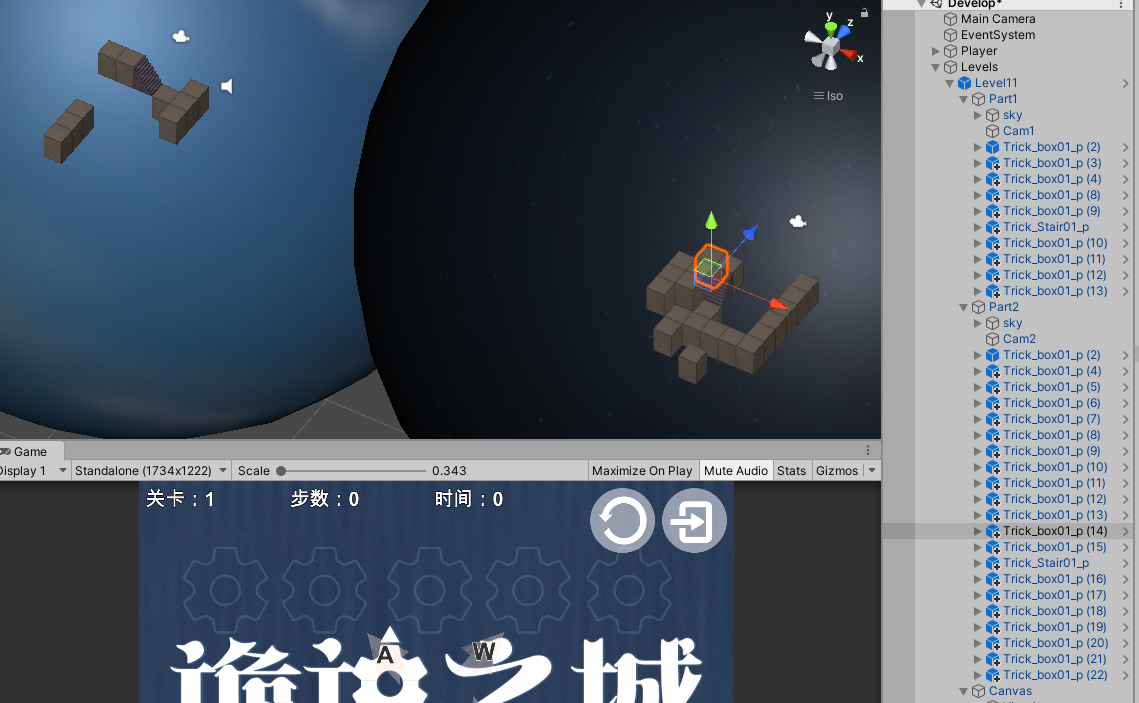 Develop*
Main Camera
EventSystem
Player
Levels
Level11
Part1
sky
Cam1
Trick_box01_p (2)
Trick_box01_p (3)
Trick_box01_p (4)
Trick_box01_p (8)
Trick_box01_p (9)
Trick_Stair01_p
Trick_box01_p (10)
Trick_box01_p (11)
Trick_box01_p (12)
Trick_box01_p (13)
Part2
sky
Cam2
Trick_box01_p (2)
Trick_box01_p (4)
Trick_box01_p (5)
Trick_box01_p (6)
Trick_box01_p (7)
Trick_box01_p (8)
Trick_box01_p (9)
Trick_box01_p (10)
Trick_box01_p (11)
Trick_box01_p (12)
Trick_box01_p (13)
Trick_box01_p (14)
Trick_box01_p (15)
Trick_Stair01_p
Trick_box01_p (16)
Trick_box01_p (17)
Trick_box01_p (18)
Trick_box01_p (19)
Trick_box01_p (20)
Trick_box01_p (21)
Trick_box01_p (22)
Canvas
y
z
x
Iso
Game
Display 1 Standalone (1734x1222) Scale 0.343 Maximize On Play Mute Audio Stats Gizmos
关卡：1 步数：0 时间：0
A W
之城